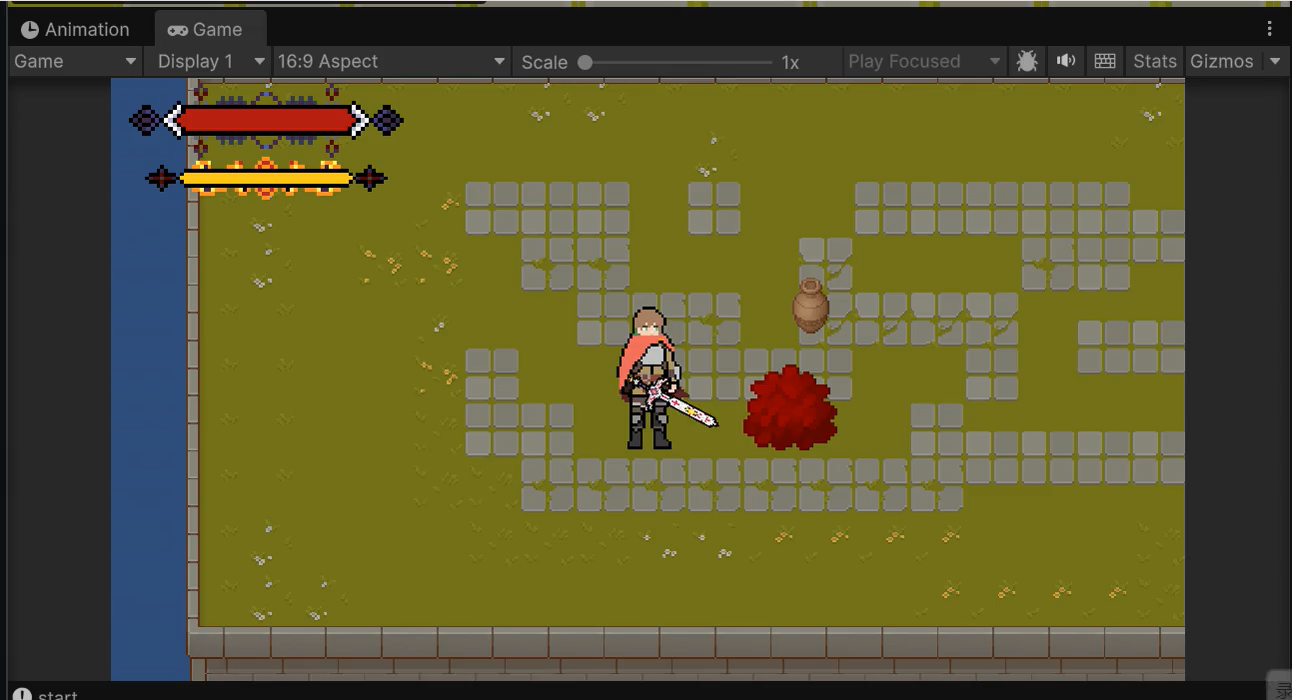 Animation
Game
Game
Display 1
16:9 Aspect
Scale
1x
Play Focused
Stats
Gizmos
start